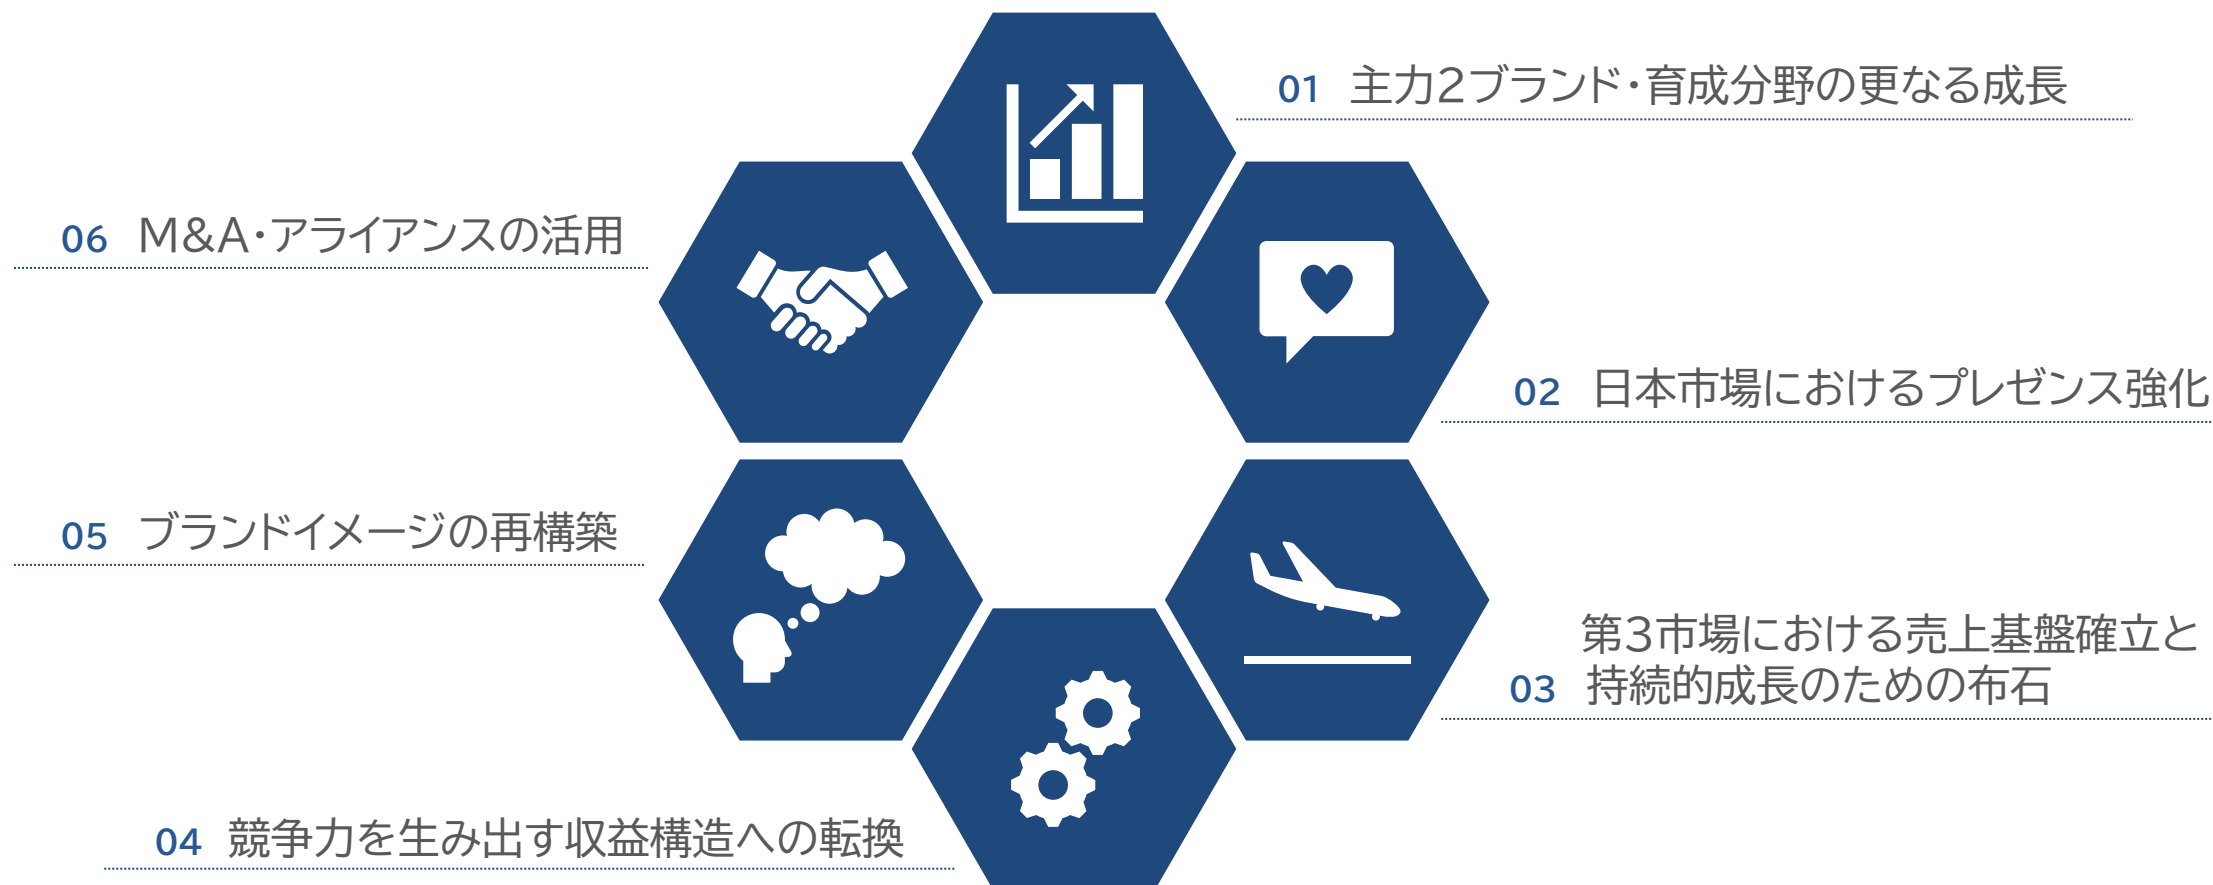 01 主力2ブランド・育成分野の更なる成長
02 日本市場におけるプレゼンス強化
第3市場における売上基盤確立と
03 持続的成長のための布石
04 競争力を生み出す収益構造への転換
05 ブランドイメージの再構築
06 M&A・アライアンスの活用